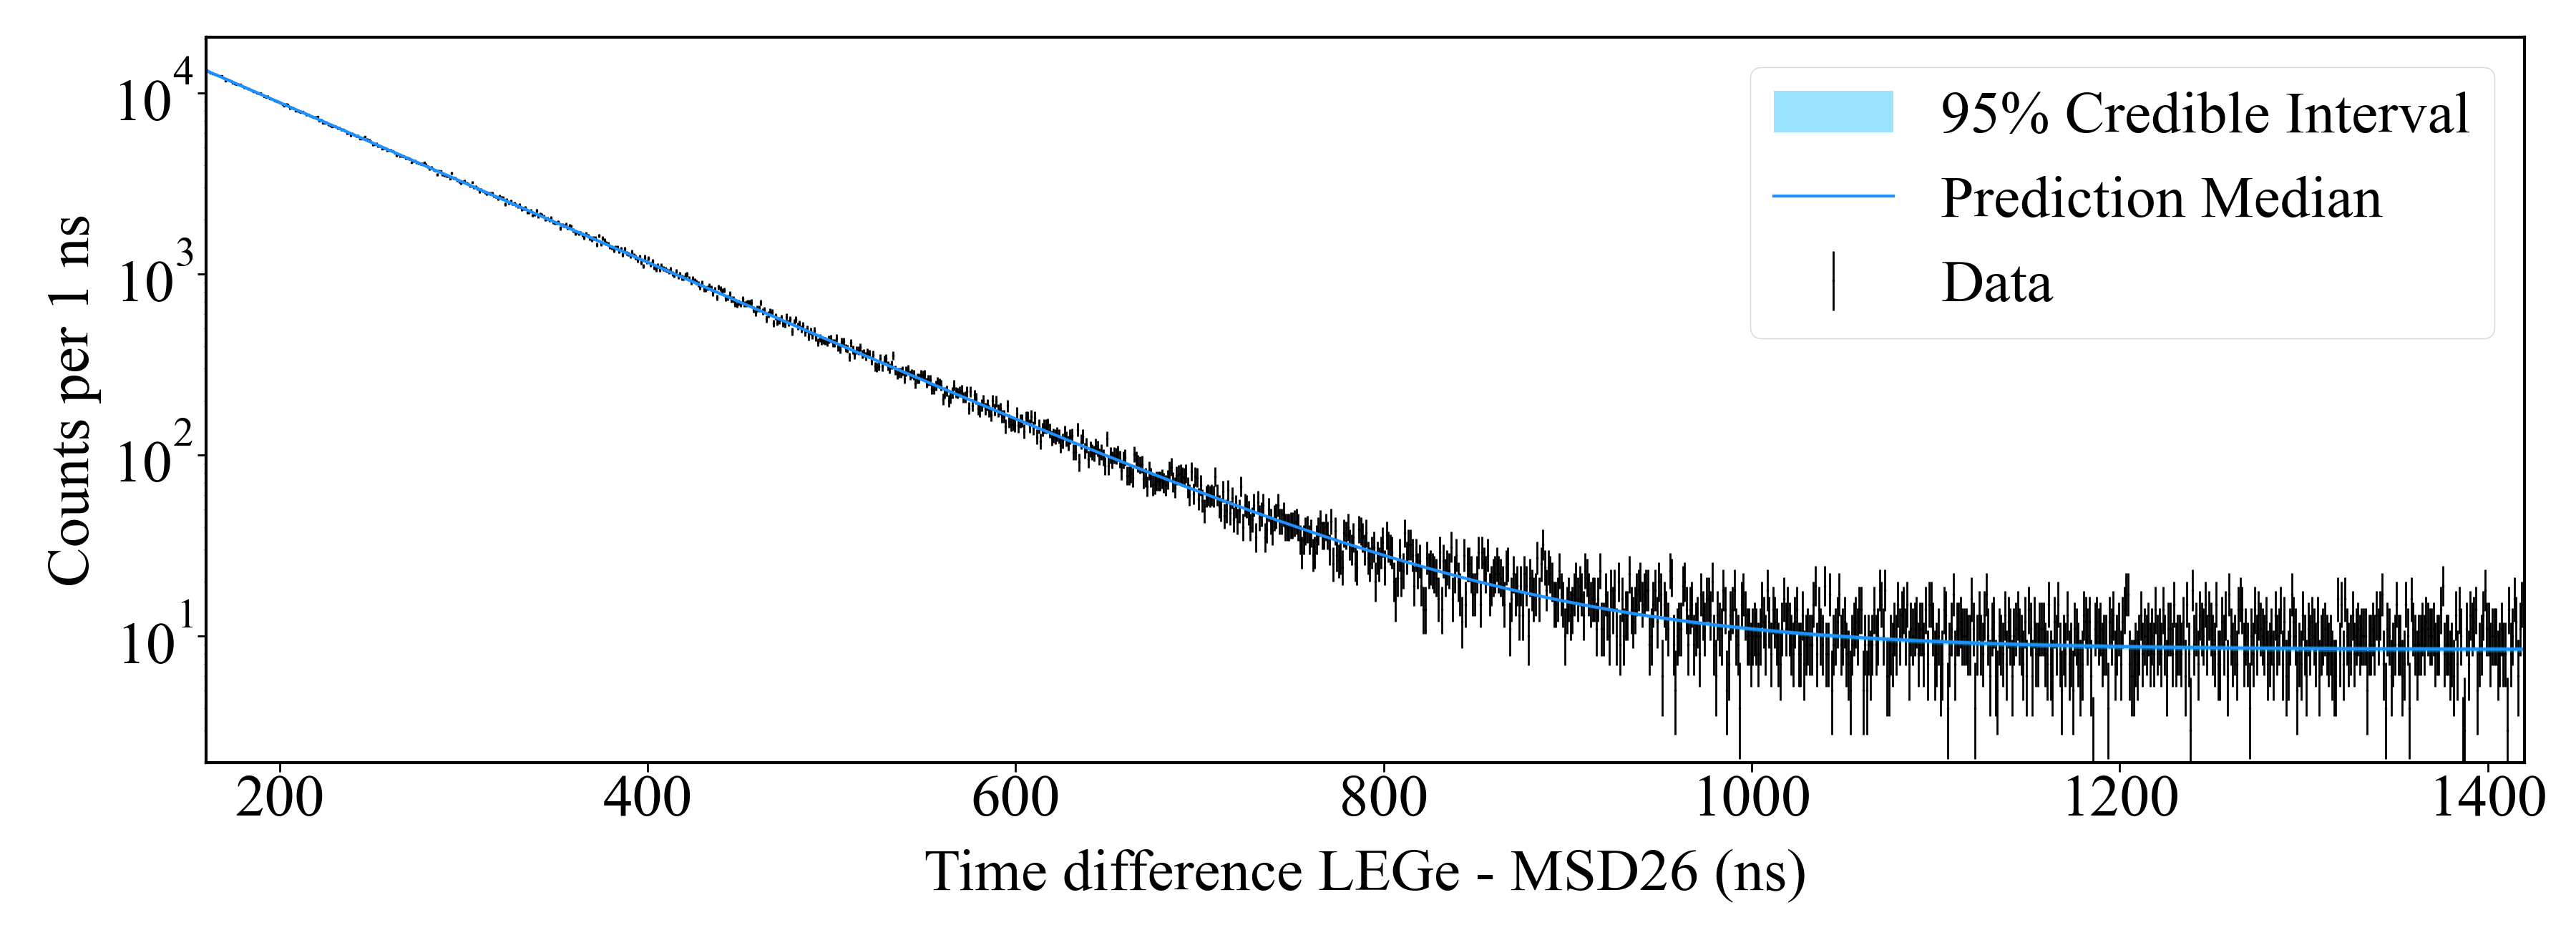 10^4
10^3
10^2
10^1
Counts per 1 ns
95% Credible Interval
Prediction Median
Data
200 400 600 800 1000 1200 1400
Time difference LEGe - MSD26 (ns)